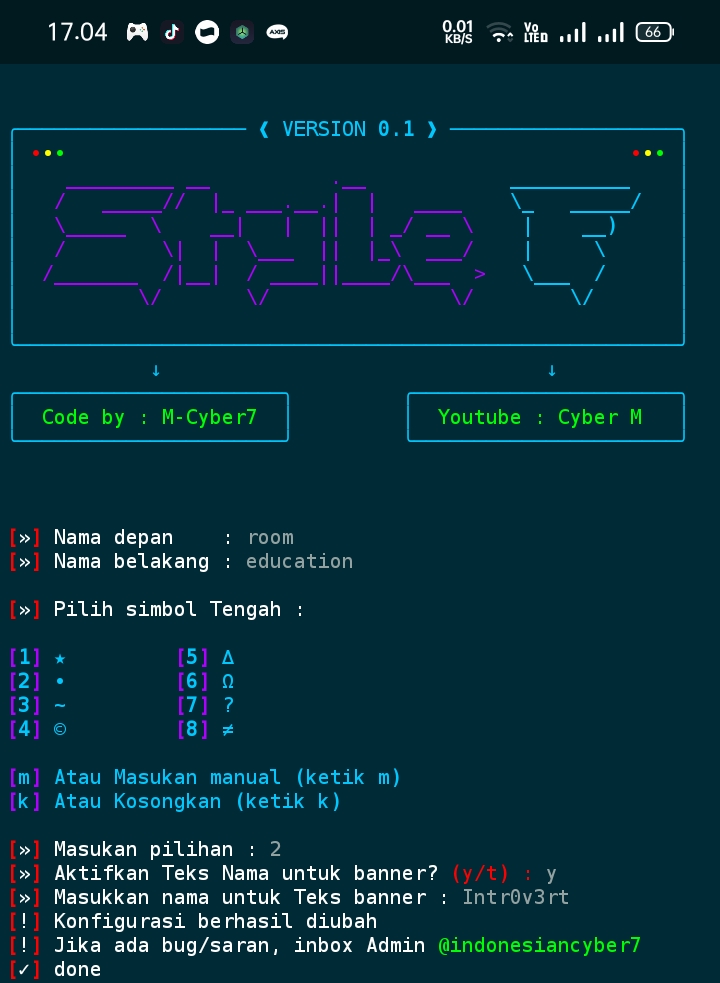 17.04
0.01 KB/S
Vo LTE
66
VERSION 0.1
Style F
Code by : M-Cyber7
Youtube : Cyber M
[»] Nama depan : room
[»] Nama belakang : education
[»] Pilih simbol Tengah :
[1] ★ [5] Δ
[2] • [6] Ω
[3] ~ [7] ?
[4] © [8] ≠
[m] Atau Masukan manual (ketik m)
[k] Atau Kosongkan (ketik k)
[»] Masukan pilihan : 2
[»] Aktifkan Teks Nama untuk banner? (y/t) : y
[»] Masukkan nama untuk Teks banner : Intr0v3rt
[!] Konfigurasi berhasil diubah
[!] Jika ada bug/saran, inbox Admin @indonesiancyber7
[✓] done